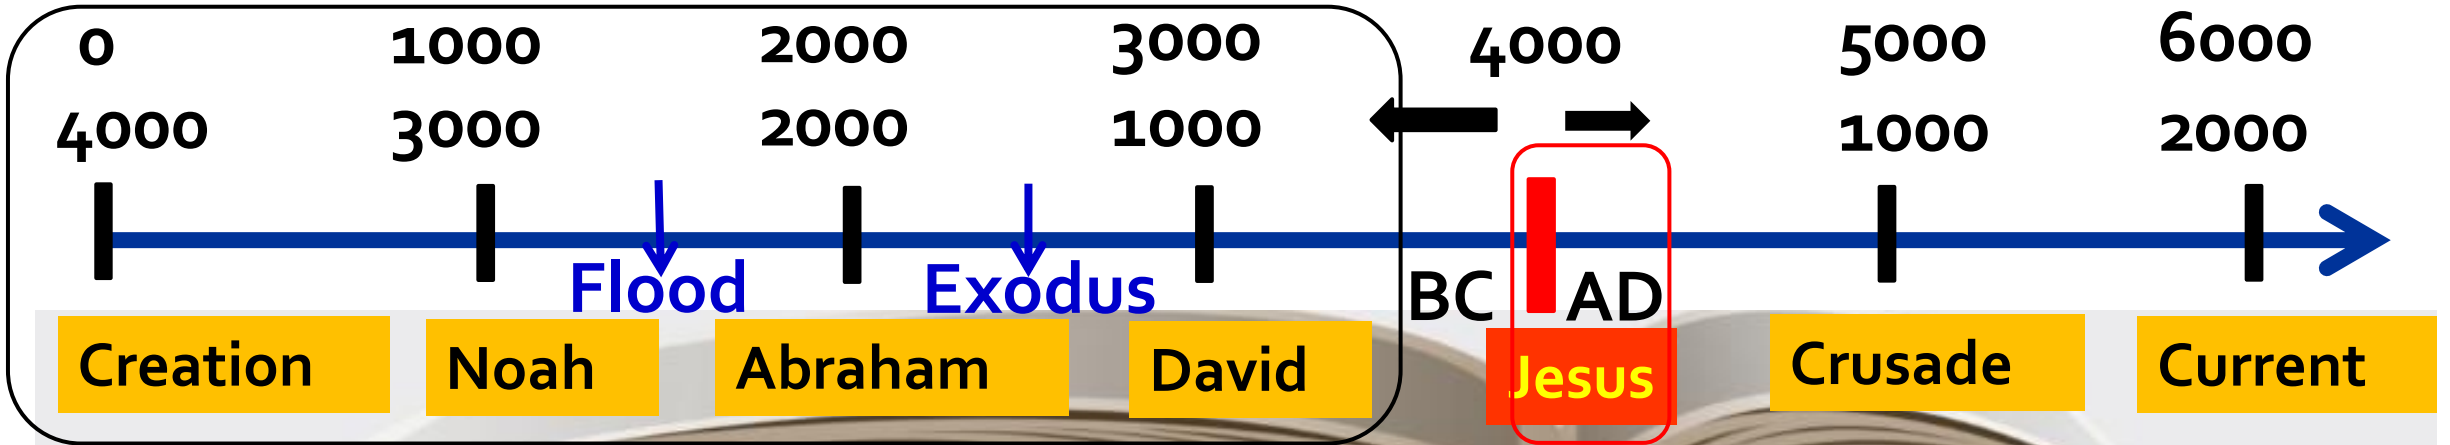 0 1000 2000 3000 4000 5000 6000
4000 3000 2000 1000 1000 2000
Flood Exodus BC AD
Creation Noah Abraham David Jesus Crusade Current